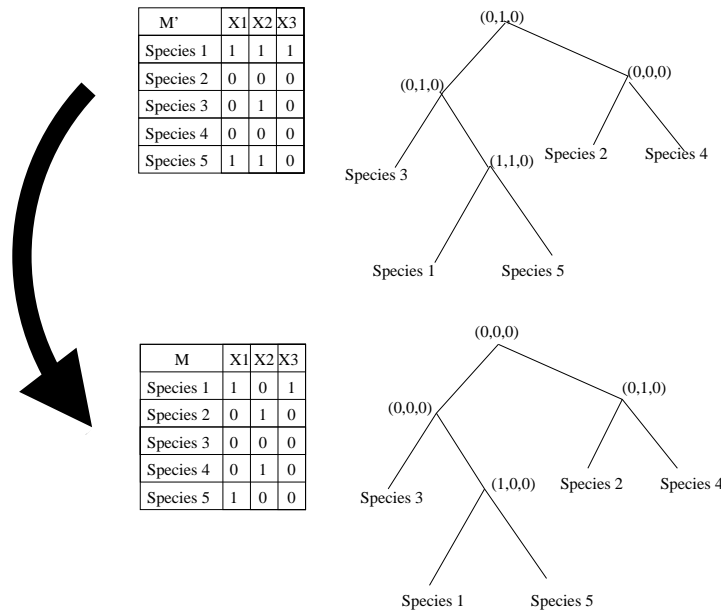 M' X1 X2 X3
Species 1 1 1 1
Species 2 0 0 0
Species 3 0 1 0
Species 4 0 0 0
Species 5 1 1 0
(0,1,0)
(0,1,0)
(0,0,0)
Species 3
(1,1,0)
Species 2
Species 4
Species 1
Species 5
M X1 X2 X3
Species 1 1 0 1
Species 2 0 1 0
Species 3 0 0 0
Species 4 0 1 0
Species 5 1 0 0
(0,0,0)
(0,0,0)
(0,1,0)
Species 3
(1,0,0)
Species 2
Species 4
Species 1
Species 5